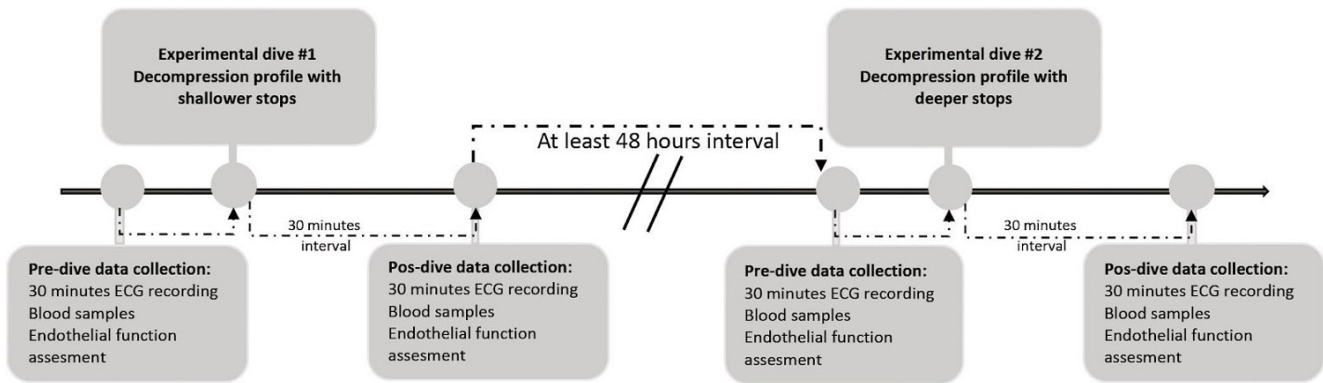 Experimental dive #1
Decompression profile with
shallower stops
Experimental dive #2
Decompression profile with
deeper stops
At least 48 hours interval
30 minutes
interval
30 minutes
interval
Pre-dive data collection:
30 minutes ECG recording
Blood samples
Endothelial function
assesment
Pos-dive data collection:
30 minutes ECG recording
Blood samples
Endothelial function
assesment
Pre-dive data collection:
30 minutes ECG recording
Blood samples
Endothelial function
assesment
Pos-dive data collection:
30 minutes ECG recording
Blood samples
Endothelial function
assesment